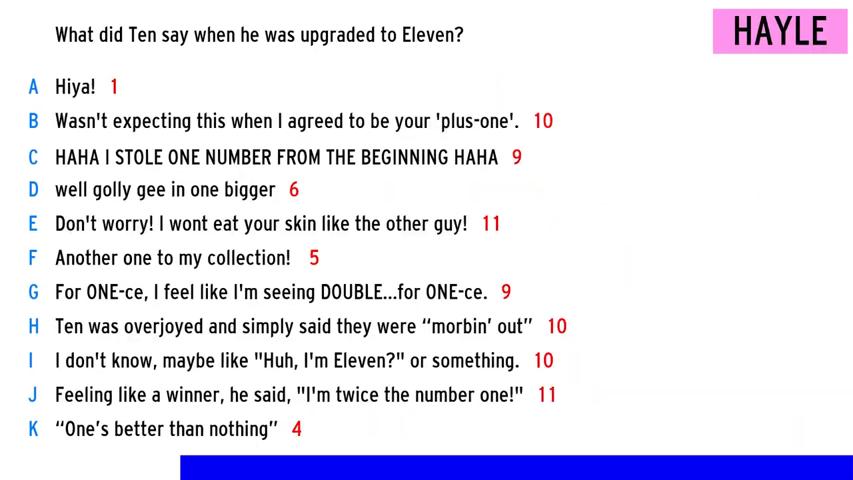 What did Ten say when he was upgraded to Eleven?
HAYLE
A Hiya! 1
B Wasn't expecting this when I agreed to be your 'plus-one'. 10
C HAHA I STOLE ONE NUMBER FROM THE BEGINNING HAHA 9
D well golly gee in one bigger 6
E Don't worry! I wont eat your skin like the other guy! 11
F Another one to my collection! 5
G For ONE-ce, I feel like I'm seeing DOUBLE...for ONE-ce. 9
H Ten was overjoyed and simply said they were “morbin’ out” 10
I I don't know, maybe like "Huh, I'm Eleven?" or something. 10
J Feeling like a winner, he said, "I'm twice the number one!" 11
K “One’s better than nothing” 4